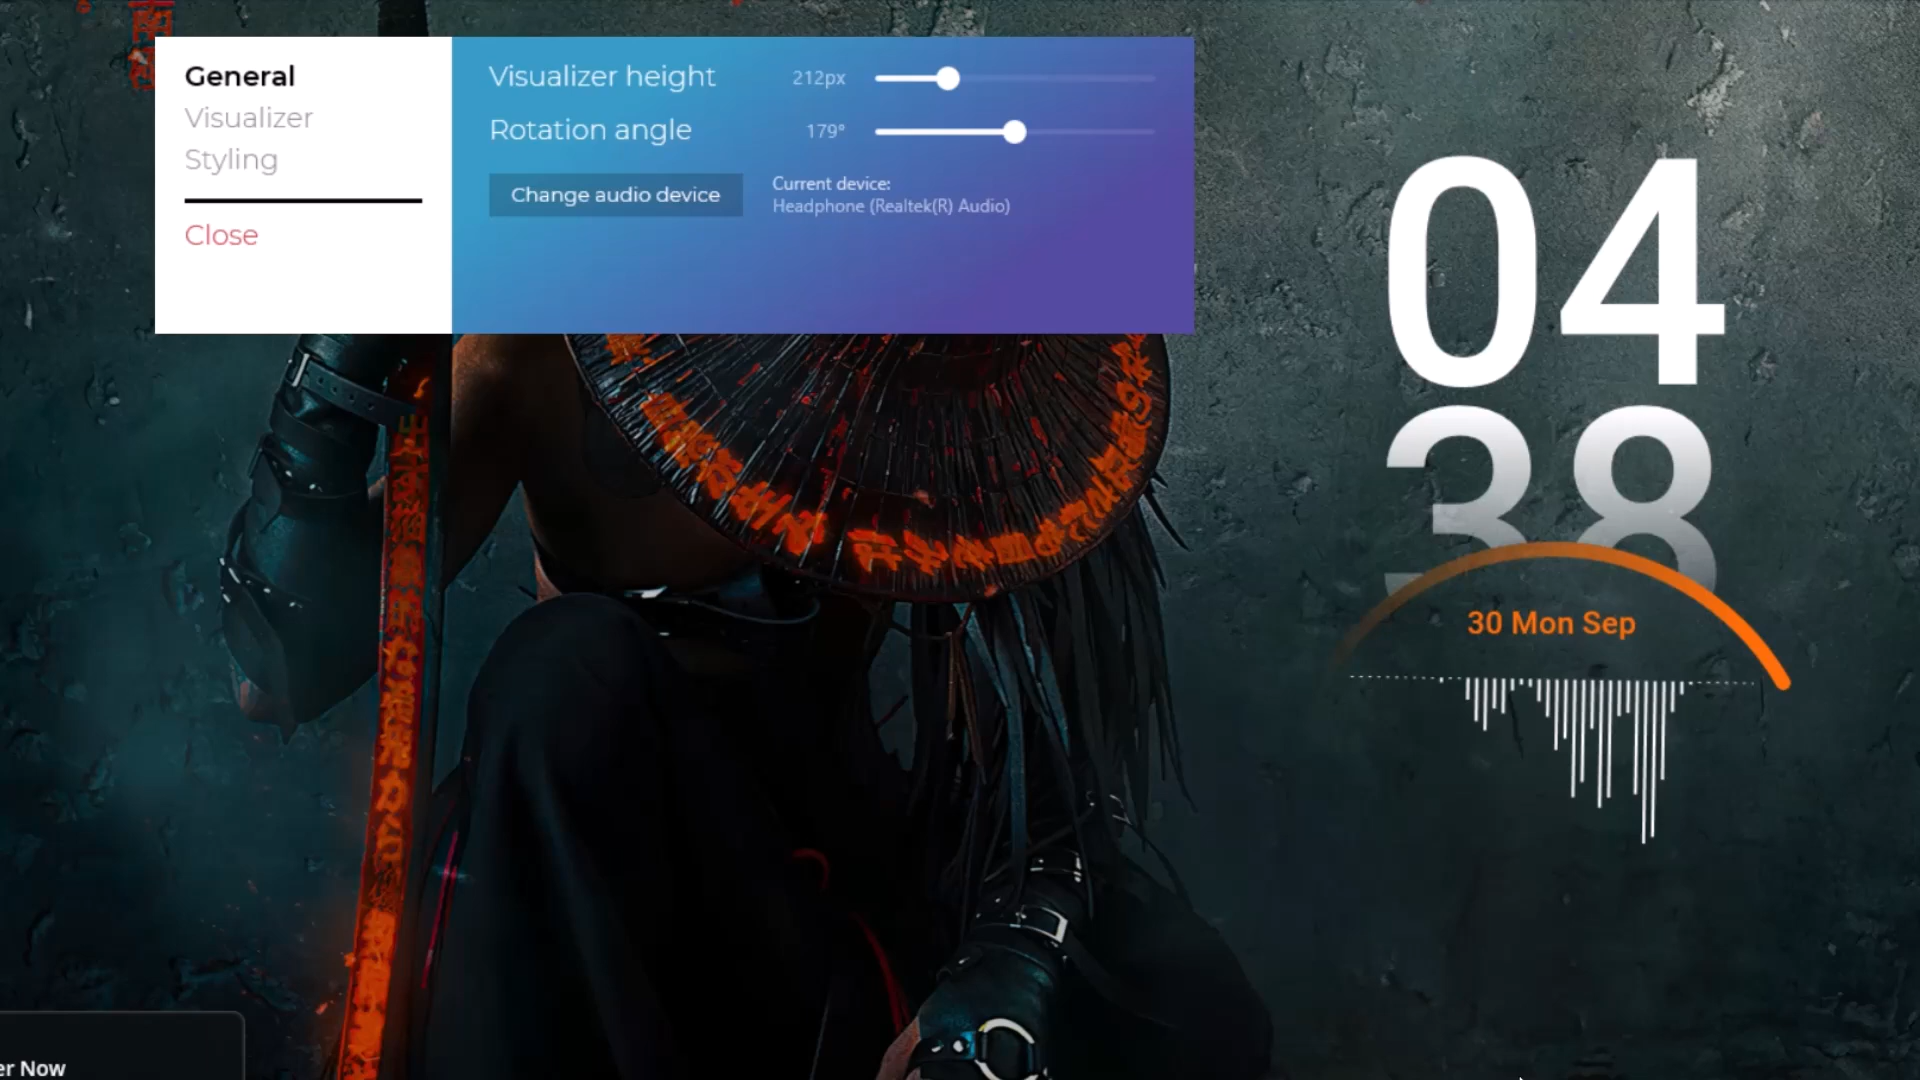 General
Visualizer
Styling
Close
Visualizer height 212px
Rotation angle 179°
Change audio device
Current device:
Headphone (Realtek(R) Audio)
04
38
30 Mon Sep
er Now